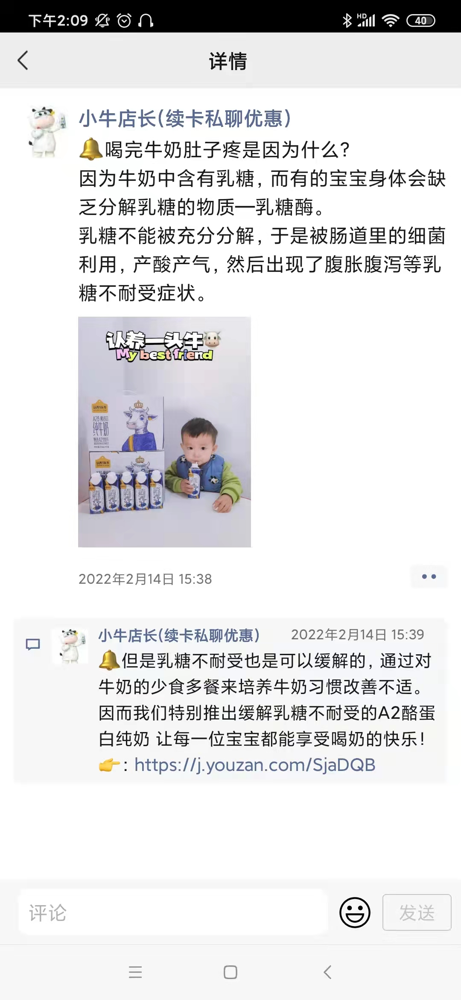 下午2:09
HD
40
详情
小牛店长(续卡私聊优惠)
🔔喝完牛奶肚子疼是因为什么?
因为牛奶中含有乳糖, 而有的宝宝身体会缺
乏分解乳糖的物质—乳糖酶。
乳糖不能被充分分解, 于是被肠道里的细菌
利用, 产酸产气, 然后出现了腹胀腹泻等乳
糖不耐受症状。
认养一头牛
My best friend
认养1头牛
A2β-酪蛋白
纯牛奶
认养1头牛
2022年2月14日 15:38
小牛店长(续卡私聊优惠)
2022年2月14日 15:39
🔔但是乳糖不耐受也是可以缓解的, 通过对
牛奶的少食多餐来培养牛奶习惯改善不适。
因而我们特别推出缓解乳糖不耐受的A2酪蛋
白纯奶 让每一位宝宝都能享受喝奶的快乐!
👉: https://j.youzan.com/SjaDQB
评论
发送